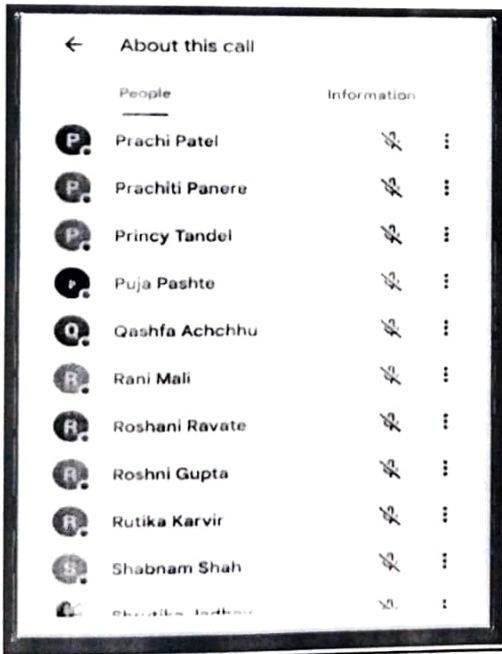 ← About this call
People Information
P Prachi Patel
P Prachiti Panere
P Princy Tandel
P Puja Pashte
Q Qashfa Achchhu
R Rani Mali
R Roshani Ravate
R Roshni Gupta
R Rutika Karvir
S Shabnam Shah